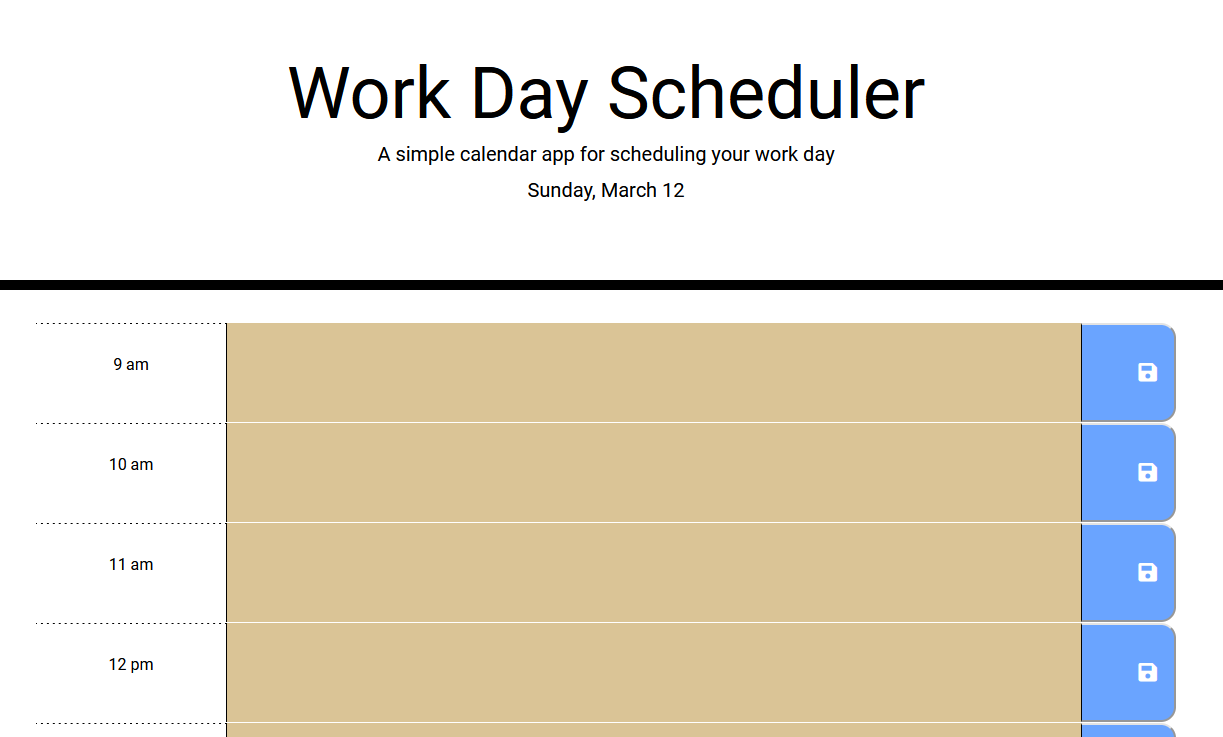 Work Day Scheduler
A simple calendar app for scheduling your work day
Sunday, March 12
9 am
10 am
11 am
12 pm